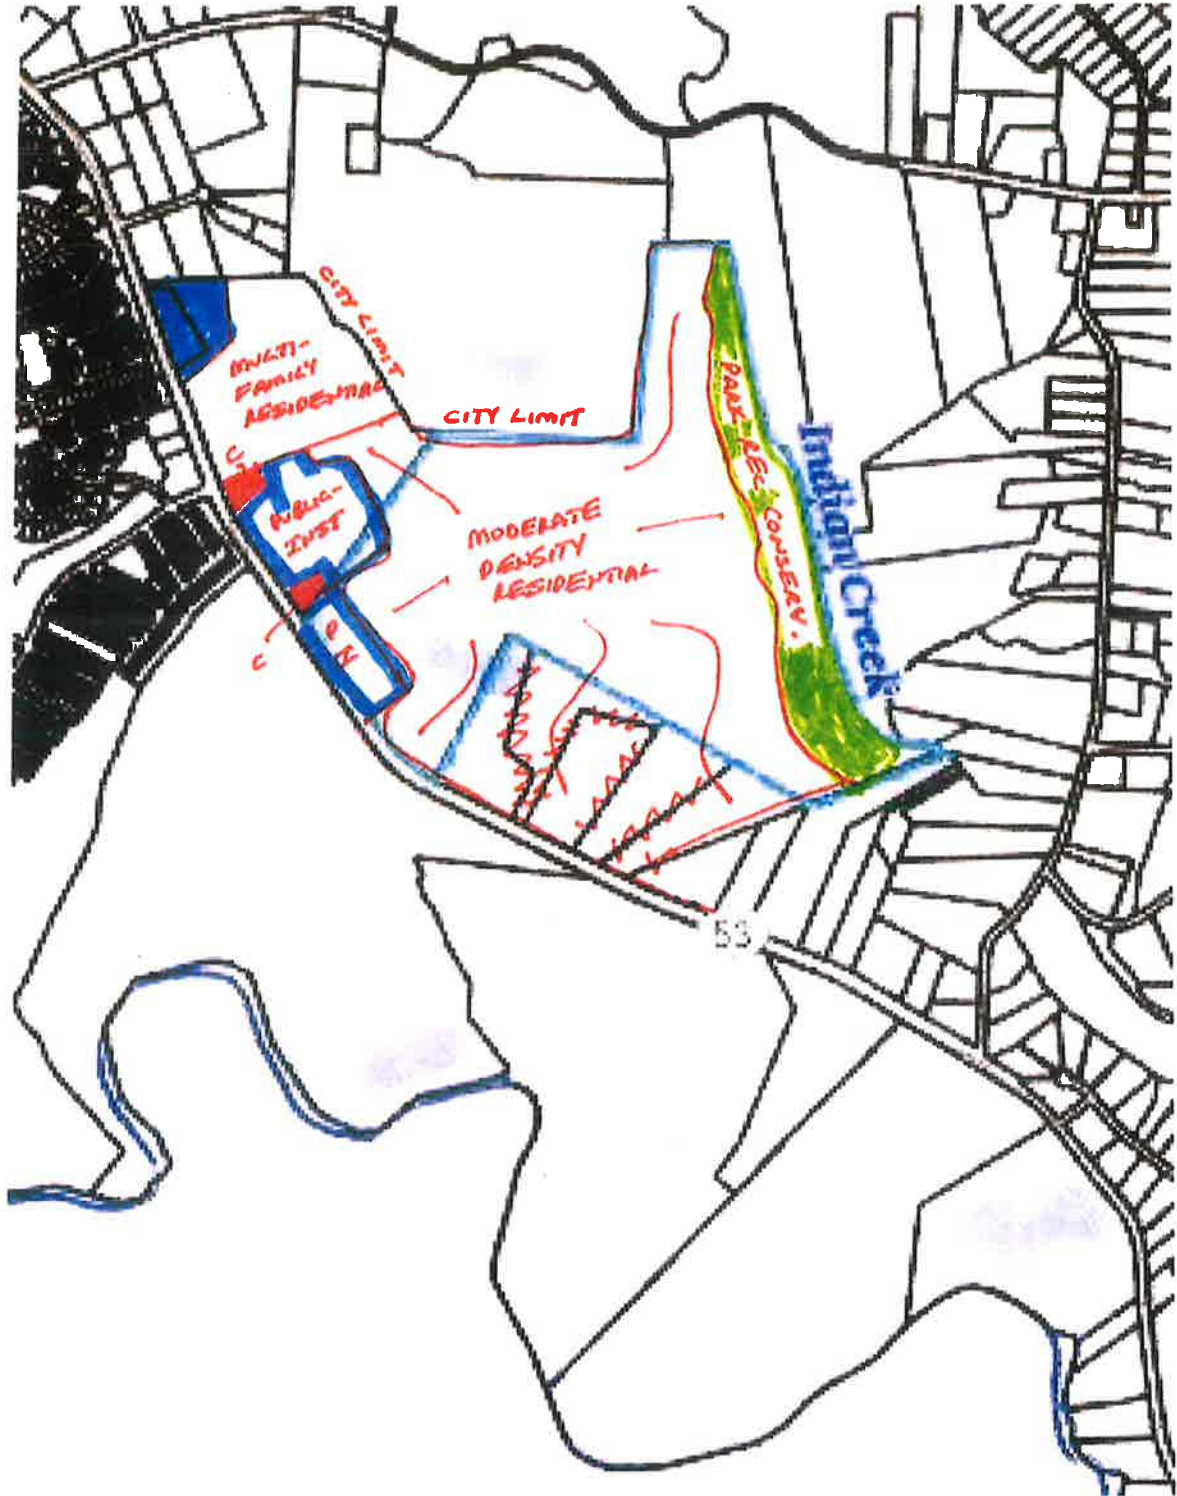 CITY LIMIT
MULTI-
FAMILY
RESIDENTIAL
CITY LIMIT
PARK-REC/CONSERV.
Indian Creek
C
PUBLIC-
INST
MODERATE
DENSITY
RESIDENTIAL
C
53